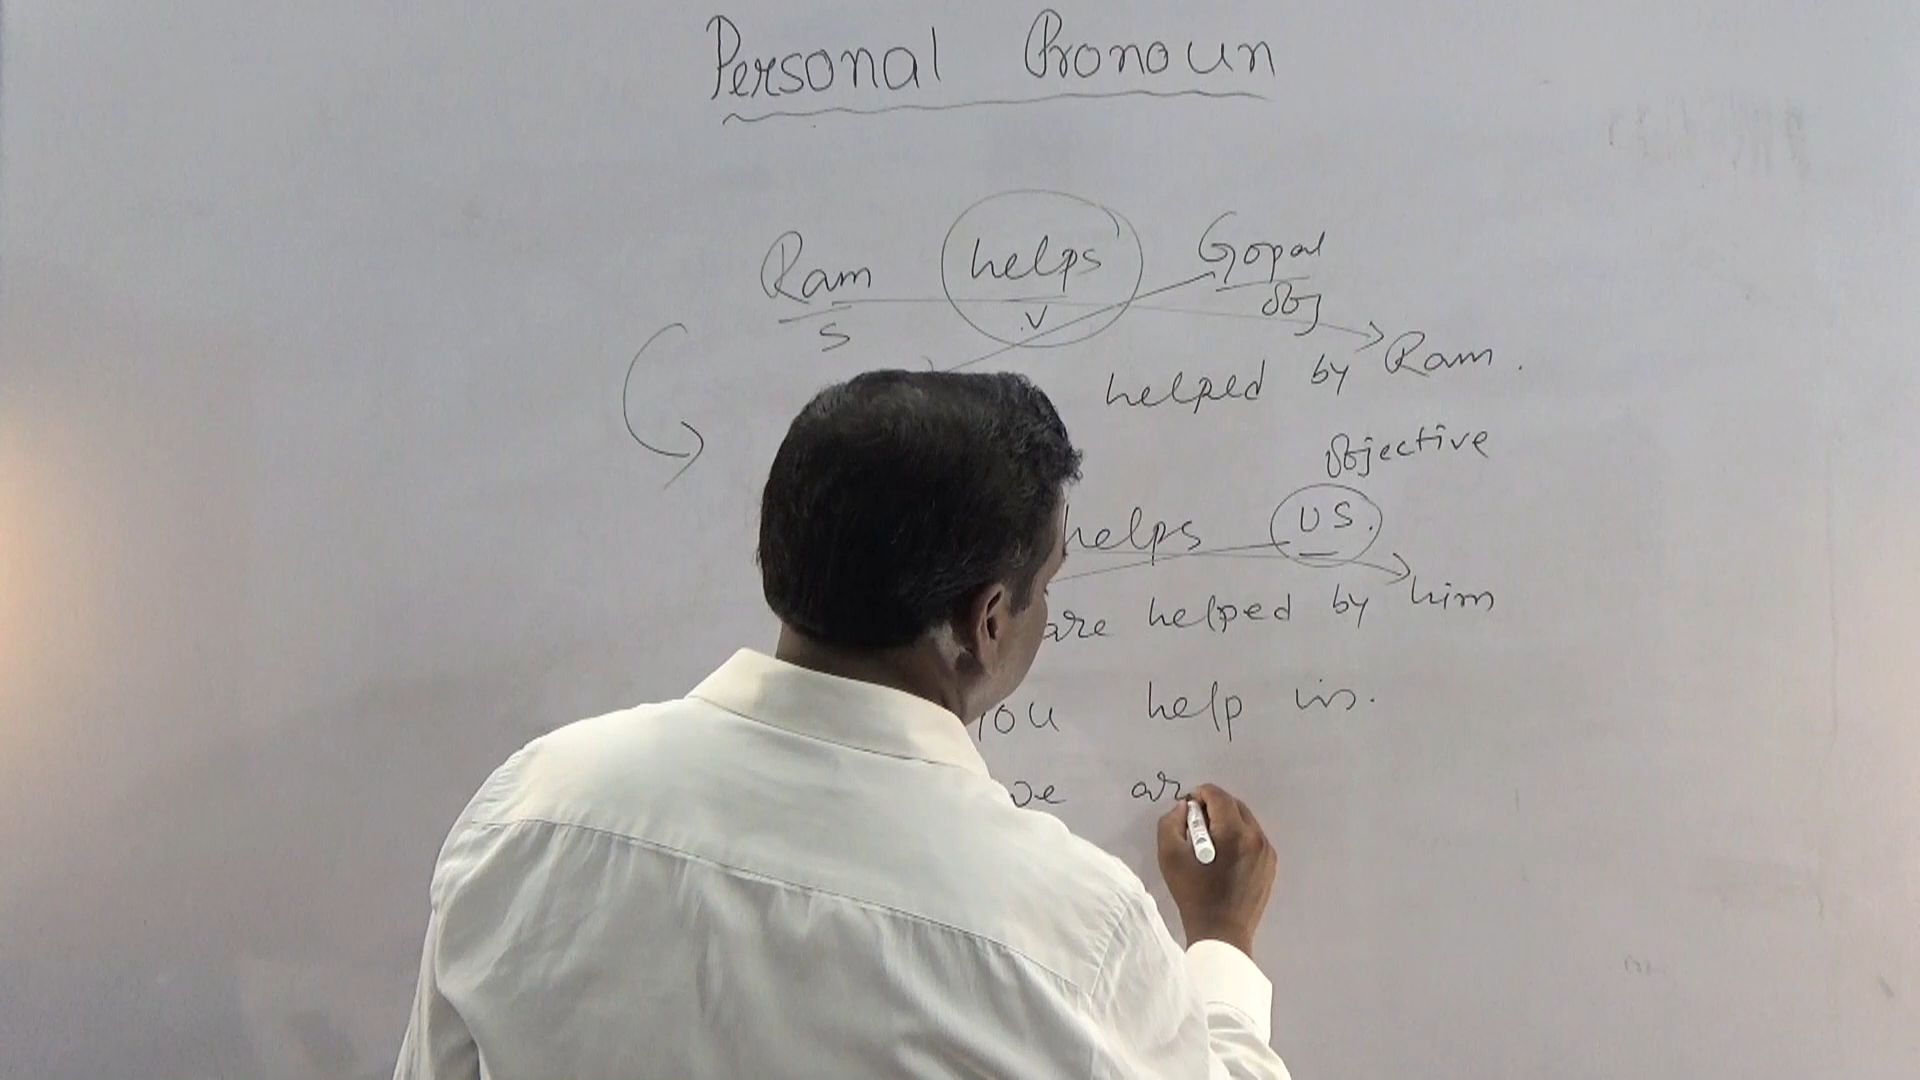 Personal Pronoun
Ram helps Gopal
S V Obj
helped by Ram.
Objective
helps us.
are helped by him
you help us.
we are